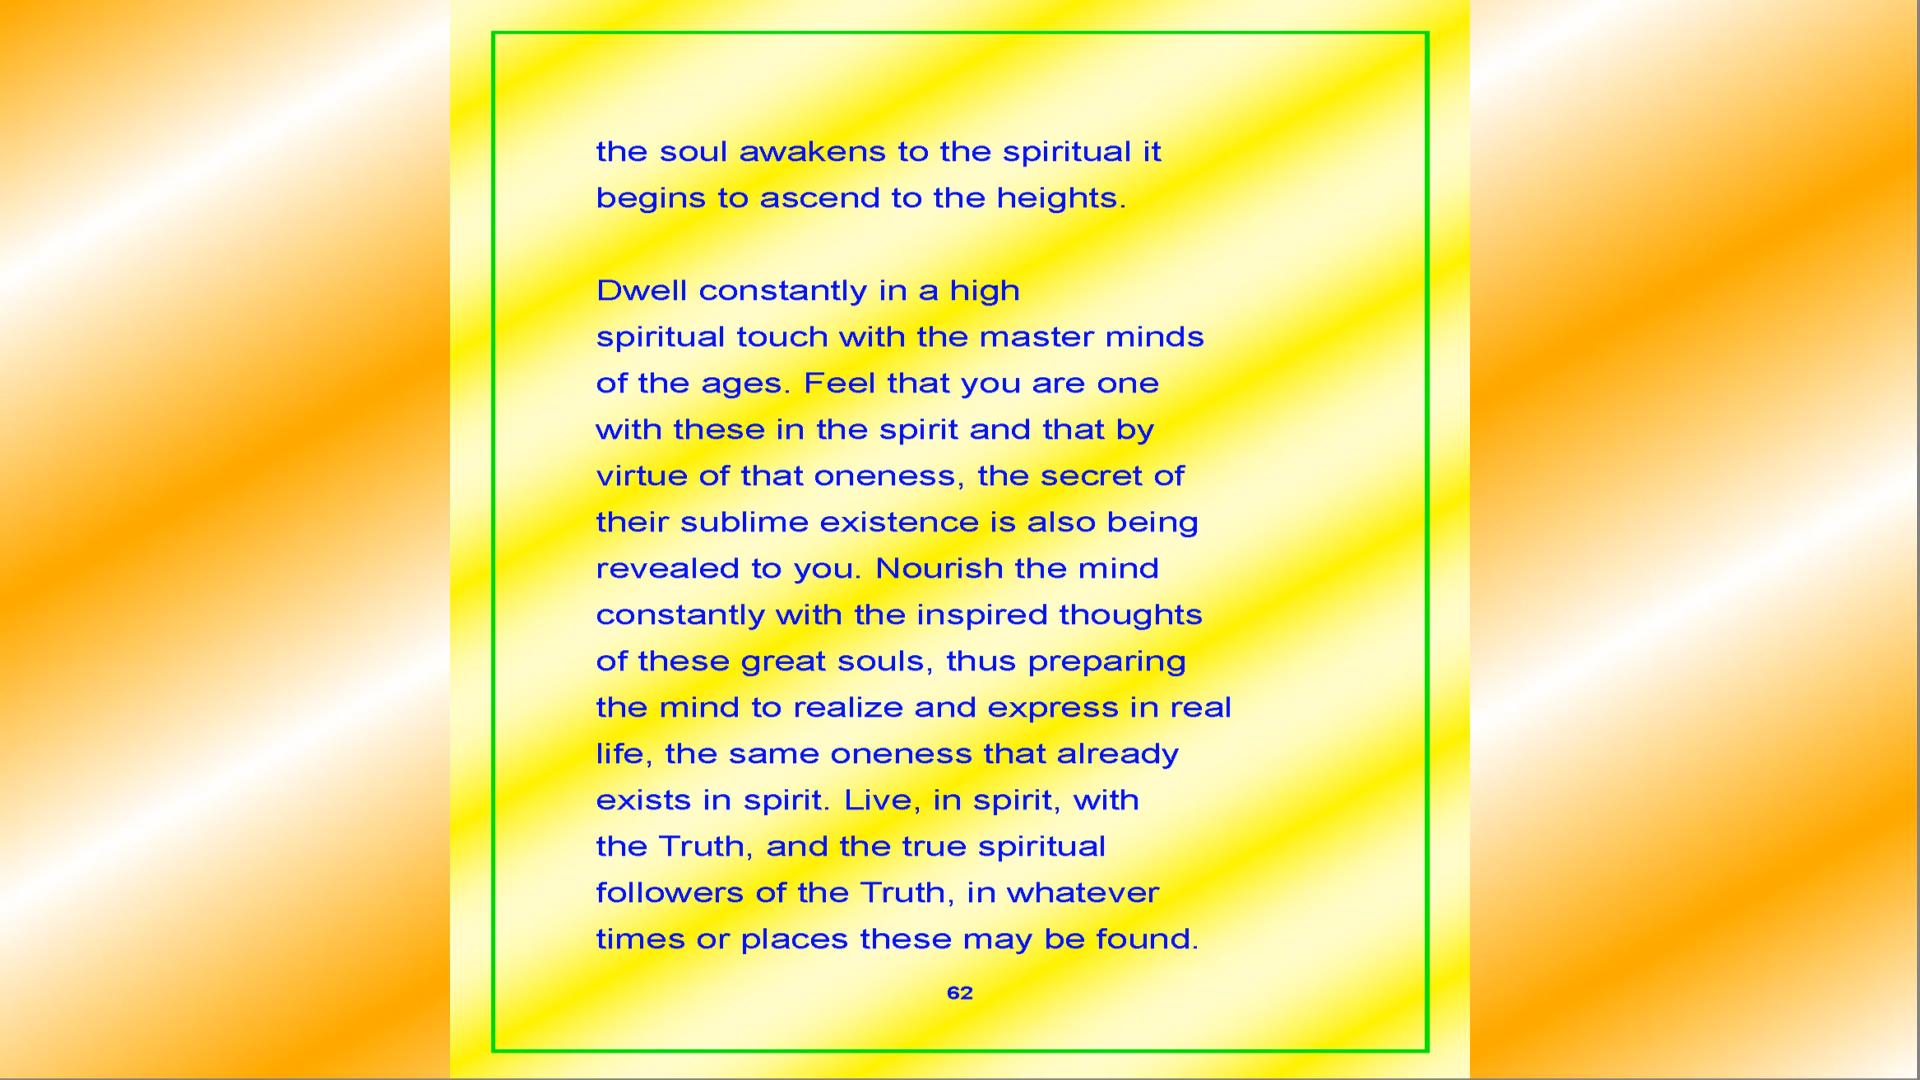 the soul awakens to the spiritual it
begins to ascend to the heights.
Dwell constantly in a high
spiritual touch with the master minds
of the ages. Feel that you are one
with these in the spirit and that by
virtue of that oneness, the secret of
their sublime existence is also being
revealed to you. Nourish the mind
constantly with the inspired thoughts
of these great souls, thus preparing
the mind to realize and express in real
life, the same oneness that already
exists in spirit. Live, in spirit, with
the Truth, and the true spiritual
followers of the Truth, in whatever
times or places these may be found.
62